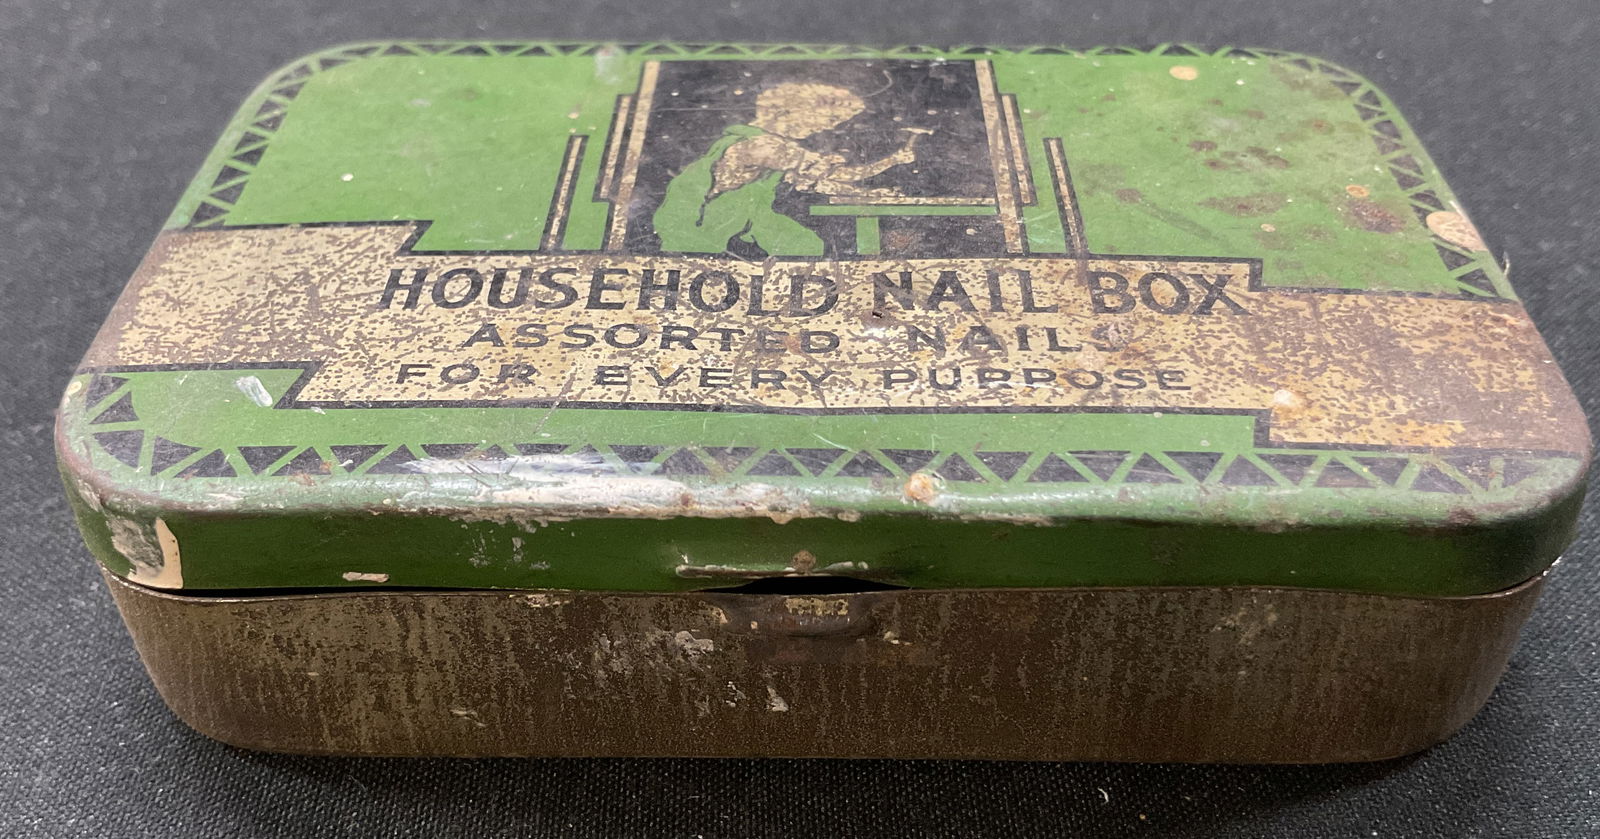 HOUSEHOLD NAIL BOX
ASSORTED NAILS
FOR EVERY PURPOSE